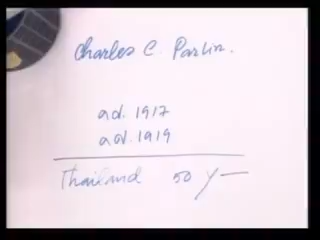 Charles C. Parlin.
ad. 1917
ad. 1919
Thailand 50 y—